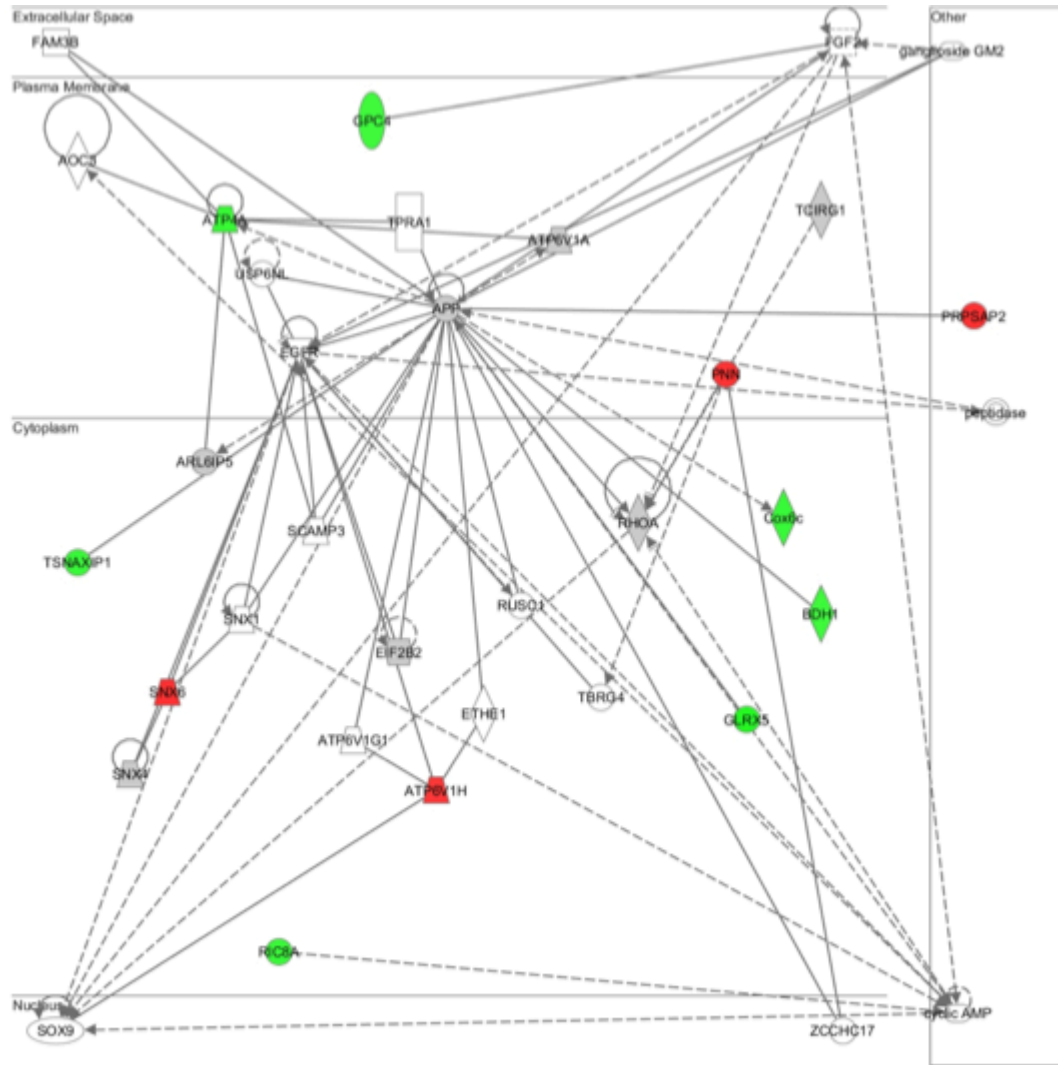 Extracellular Space
Other
FAM3B
FGF2
ganglioside GM2
Plasma Membrane
GPC4
AOC3
ATP4A
TPRA1
TCIRG1
ATP6V1A
USP6NL
APP
PRPSAP2
EGFR
PNN
peptidase
Cytoplasm
ARL6IP5
SCAMP3
RHOA
Cox6c
TSNAXIP1
RUSC1
SNX1
BDH1
EIF2B2
SNX6
TBRG4
ETHE1
GLRX5
ATP6V1G1
SNX4
ATP6V1H
RIC8A
Nucleus
cyclic AMP
SOX9
ZCCHC17